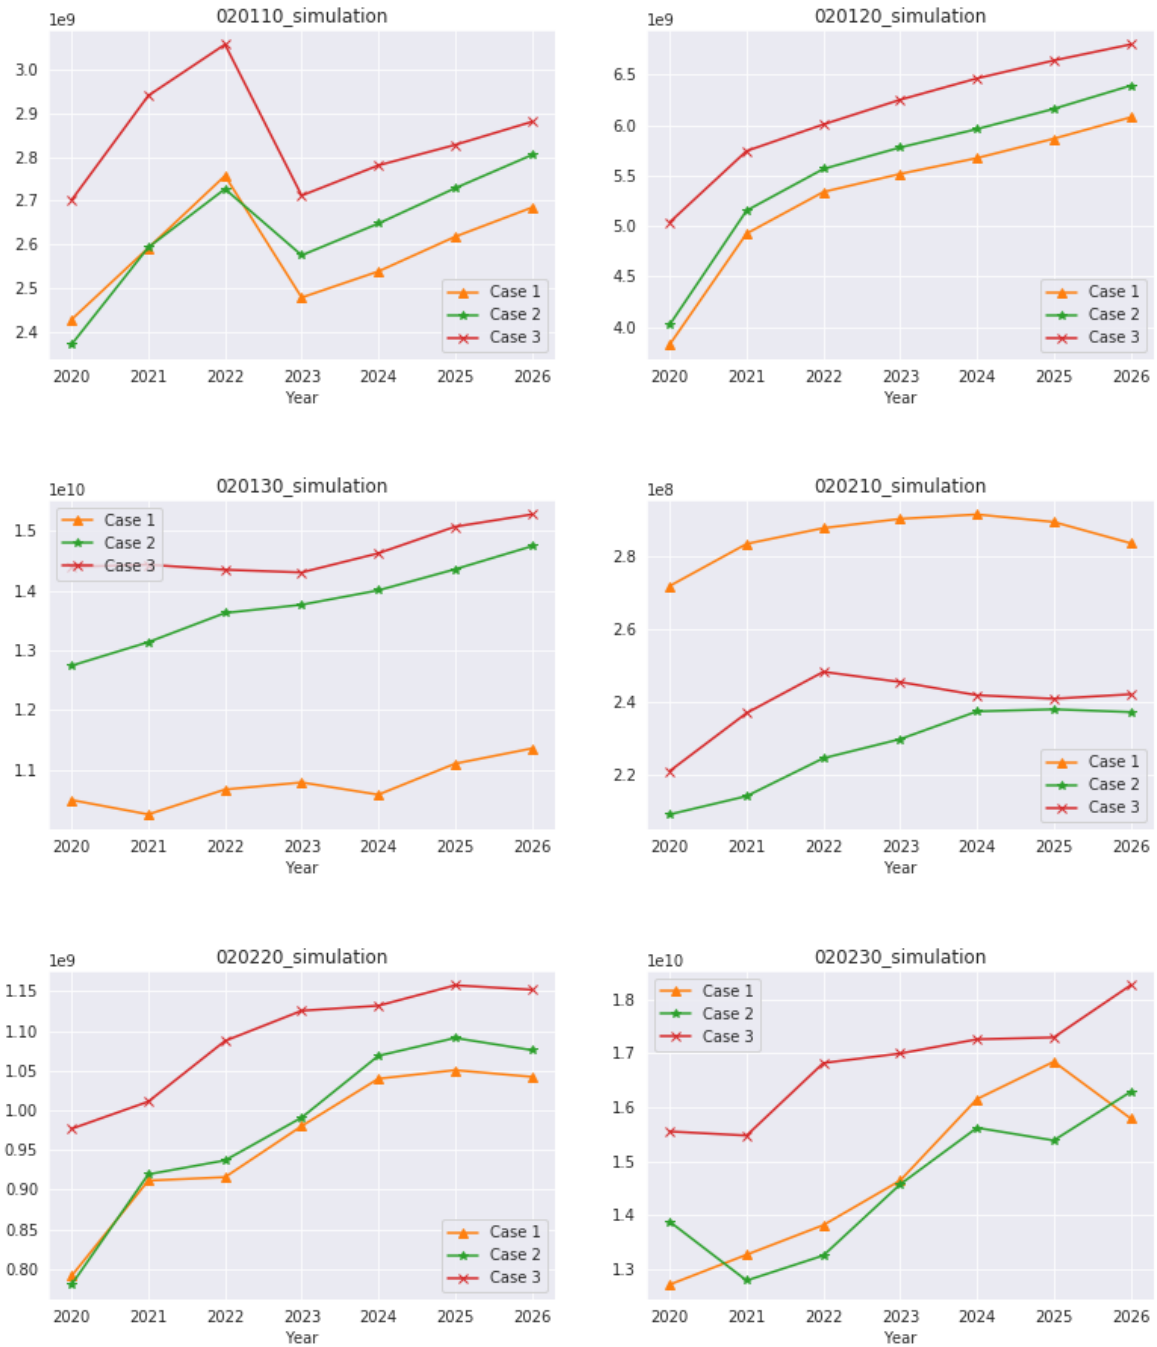 020110_simulation
1e9
3.0
2.9
2.8
2.7
2.6
2.5
2.4
Case 1
Case 2
Case 3
2020 2021 2022 2023 2024 2025 2026
Year
020120_simulation
1e9
6.5
6.0
5.5
5.0
4.5
4.0
Case 1
Case 2
Case 3
2020 2021 2022 2023 2024 2025 2026
Year
020130_simulation
1e10
1.5
1.4
1.3
1.2
1.1
Case 1
Case 2
Case 3
2020 2021 2022 2023 2024 2025 2026
Year
020210_simulation
1e8
2.8
2.6
2.4
2.2
Case 1
Case 2
Case 3
2020 2021 2022 2023 2024 2025 2026
Year
020220_simulation
1e9
1.15
1.10
1.05
1.00
0.95
0.90
0.85
0.80
Case 1
Case 2
Case 3
2020 2021 2022 2023 2024 2025 2026
Year
020230_simulation
1e10
1.8
1.7
1.6
1.5
1.4
1.3
Case 1
Case 2
Case 3
2020 2021 2022 2023 2024 2025 2026
Year